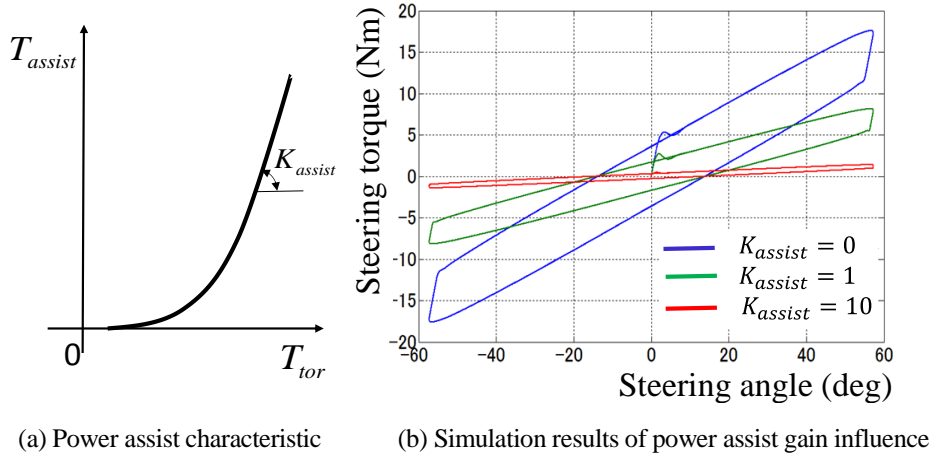 T_assist
K_assist
0
T_tor
(a) Power assist characteristic
Steering torque (Nm)
20
15
10
5
0
-5
-10
-15
-20
-60
-40
-20
0
20
40
60
K_assist = 0
K_assist = 1
K_assist = 10
Steering angle (deg)
(b) Simulation results of power assist gain influence